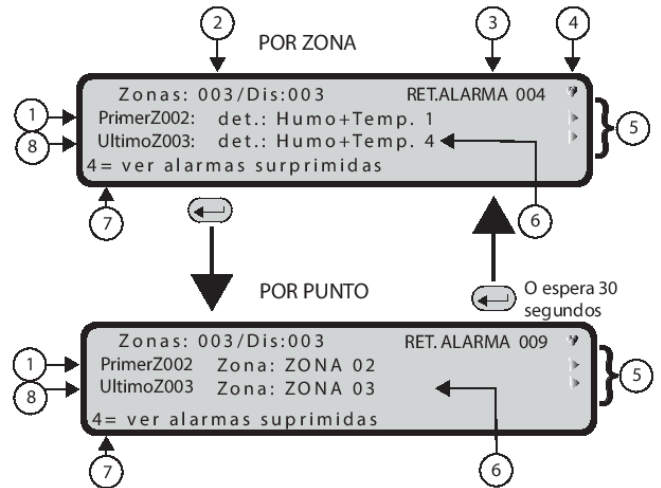 2 POR ZONA 3 4
Zonas: 003/Dis:003 RET.ALARMA 004
1 PrimerZ002: det.: Humo+Temp. 1
8 UltimoZ003: det.: Humo+Temp. 4 5
4= ver alarmas surprimidas
7 6
POR PUNTO
O espera 30
segundos
Zonas: 003/Dis:003 RET. ALARMA 009
1 PrimerZ002 Zona: ZONA 02
8 UltimoZ003 Zona: ZONA 03 5
4= ver alarmas suprimidas
7 6